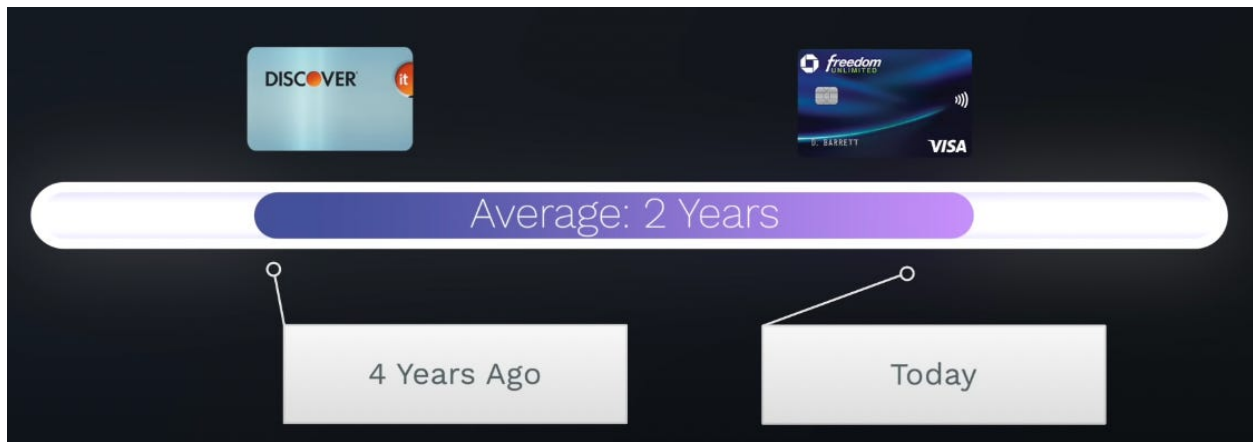 DISCOVER
it
freedom
UNLIMITED
D. BARRETT
VISA
Average: 2 Years
4 Years Ago
Today